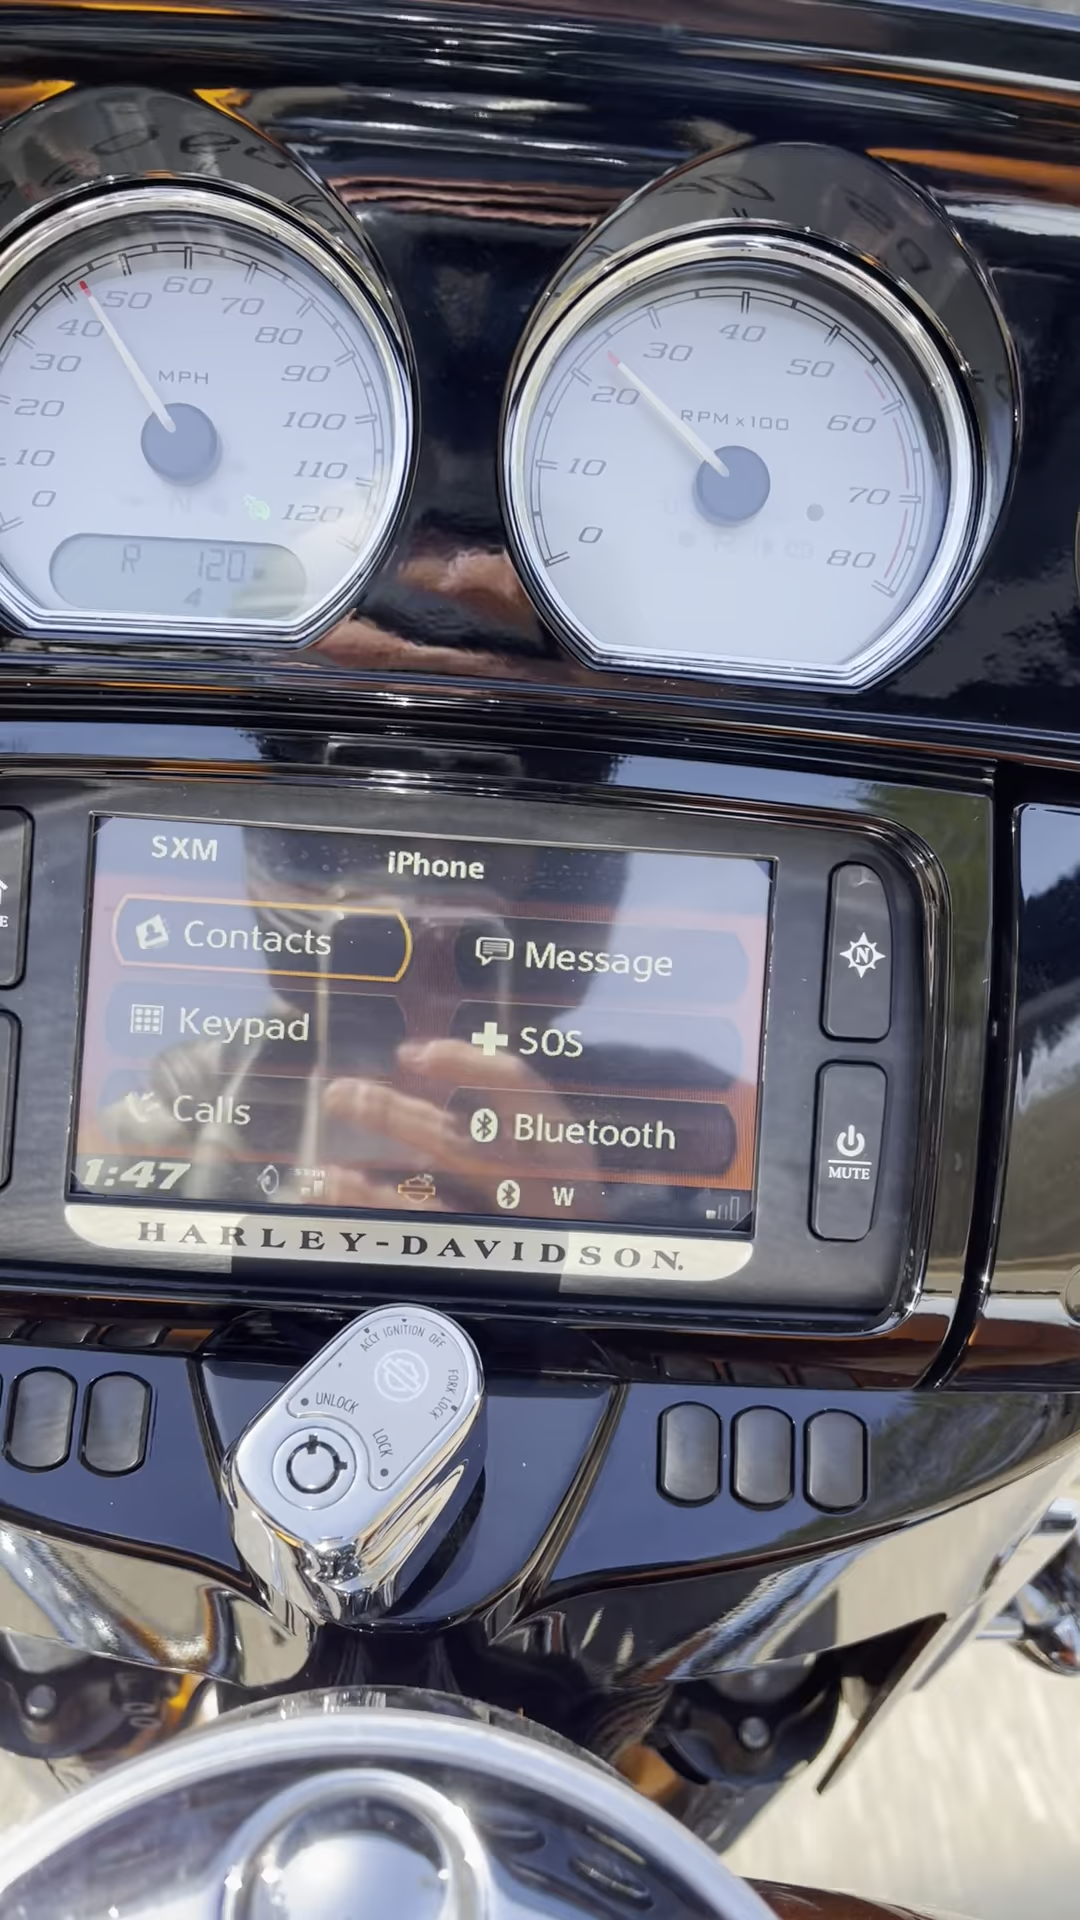 60
50
70
40
80
30
MPH
90
20
100
10
110
0
120
R 120
4
40
30
50
20
RPM x100
60
10
70
0
80
SXM
iPhone
Contacts
Message
Keypad
SOS
Calls
Bluetooth
1:47
W
N
MUTE
HARLEY-DAVIDSON.
ACCY IGNITION OFF
FORK LOCK
UNLOCK
LOCK